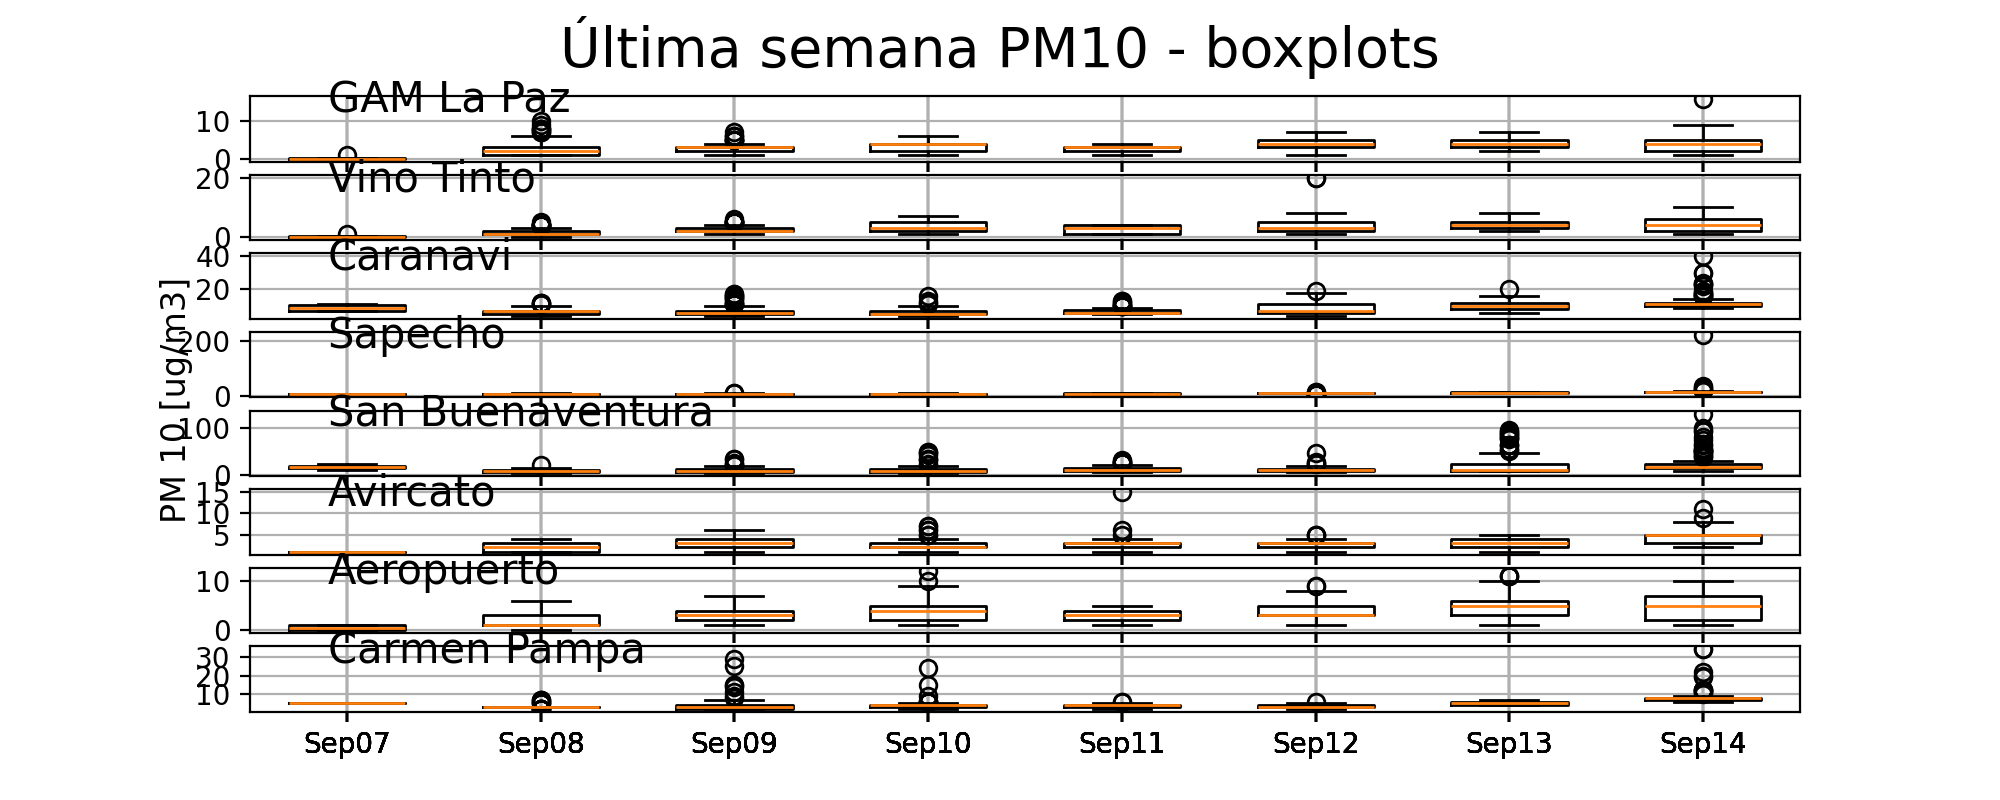 Última semana PM10 - boxplots
GAM La Paz
10
0
Vino Tinto
20
0
Caranavi
40
20
Sapecho
200
0
San Buenaventura
100
0
Avircato
15
10
5
Aeropuerto
10
0
Carmen Pampa
30
20
10
PM 10 [ug/m3]
Sep07 Sep08 Sep09 Sep10 Sep11 Sep12 Sep13 Sep14